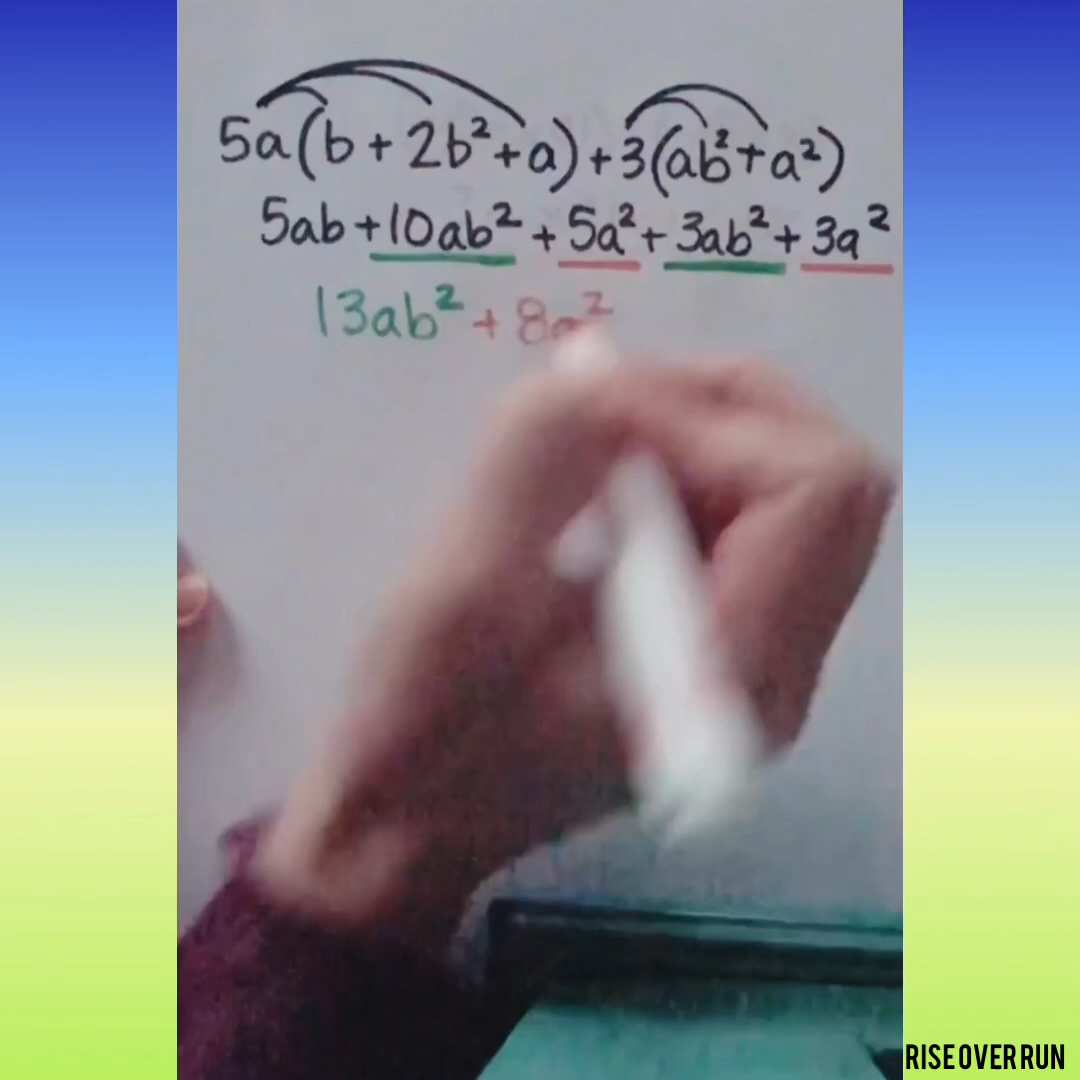 5a(b + 2b² + a) + 3(ab² + a²)
5ab + 10ab² + 5a² + 3ab² + 3a²
13ab² + 8a²
RISE OVER RUN